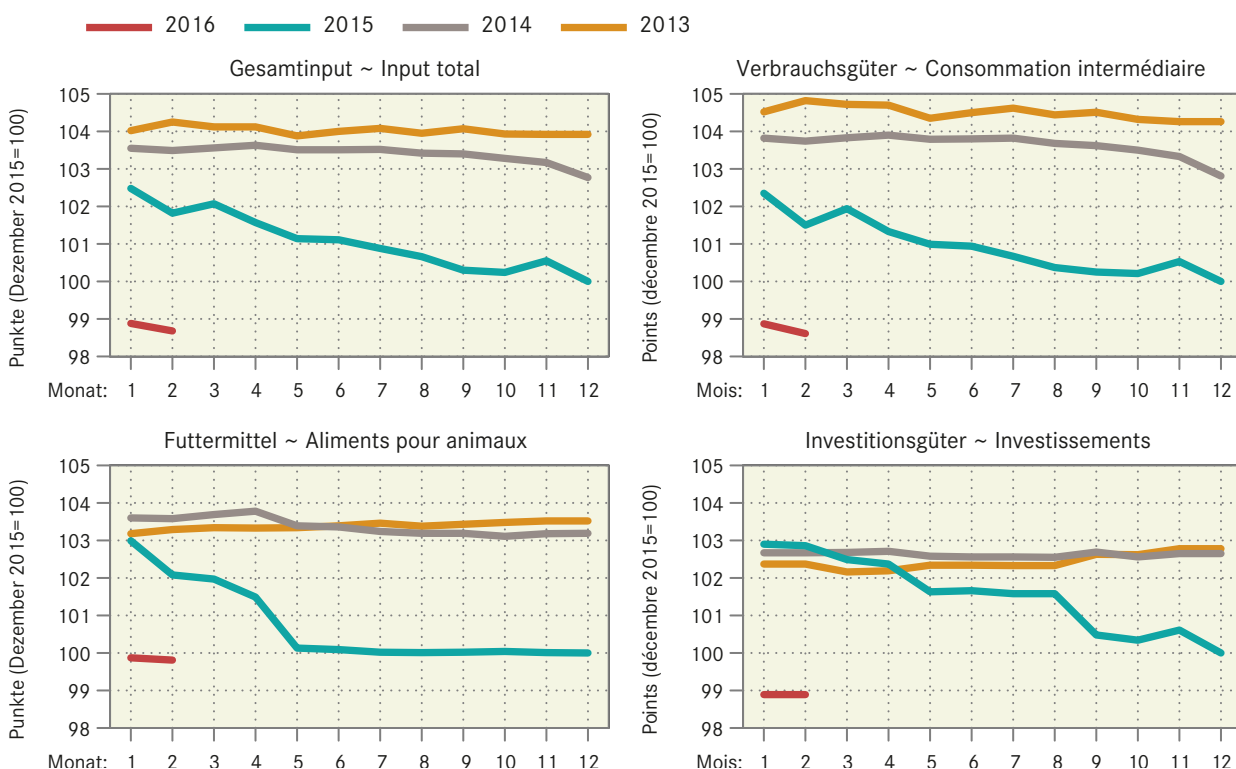 2016 2015 2014 2013
Gesamtinput ~ Input total
Punkte (Dezember 2015=100)
105
104
103
102
101
100
99
98
Monat: 1 2 3 4 5 6 7 8 9 10 11 12
Verbrauchsgüter ~ Consommation intermédiaire
Points (décembre 2015=100)
105
104
103
102
101
100
99
98
Mois: 1 2 3 4 5 6 7 8 9 10 11 12
Futtermittel ~ Aliments pour animaux
Punkte (Dezember 2015=100)
105
104
103
102
101
100
99
98
Monat: 1 2 3 4 5 6 7 8 9 10 11 12
Investitionsgüter ~ Investissements
Points (décembre 2015=100)
105
104
103
102
101
100
99
98
Mois: 1 2 3 4 5 6 7 8 9 10 11 12